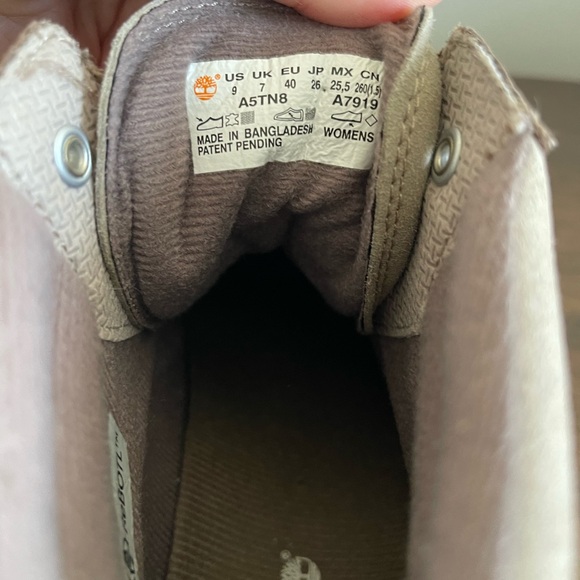 US UK EU JP MX CN
9 7 40 26 25,5 260(1.5)
A5TN8 A7919
MADE IN BANGLADESH WOMENS
PATENT PENDING
ReBOTL™